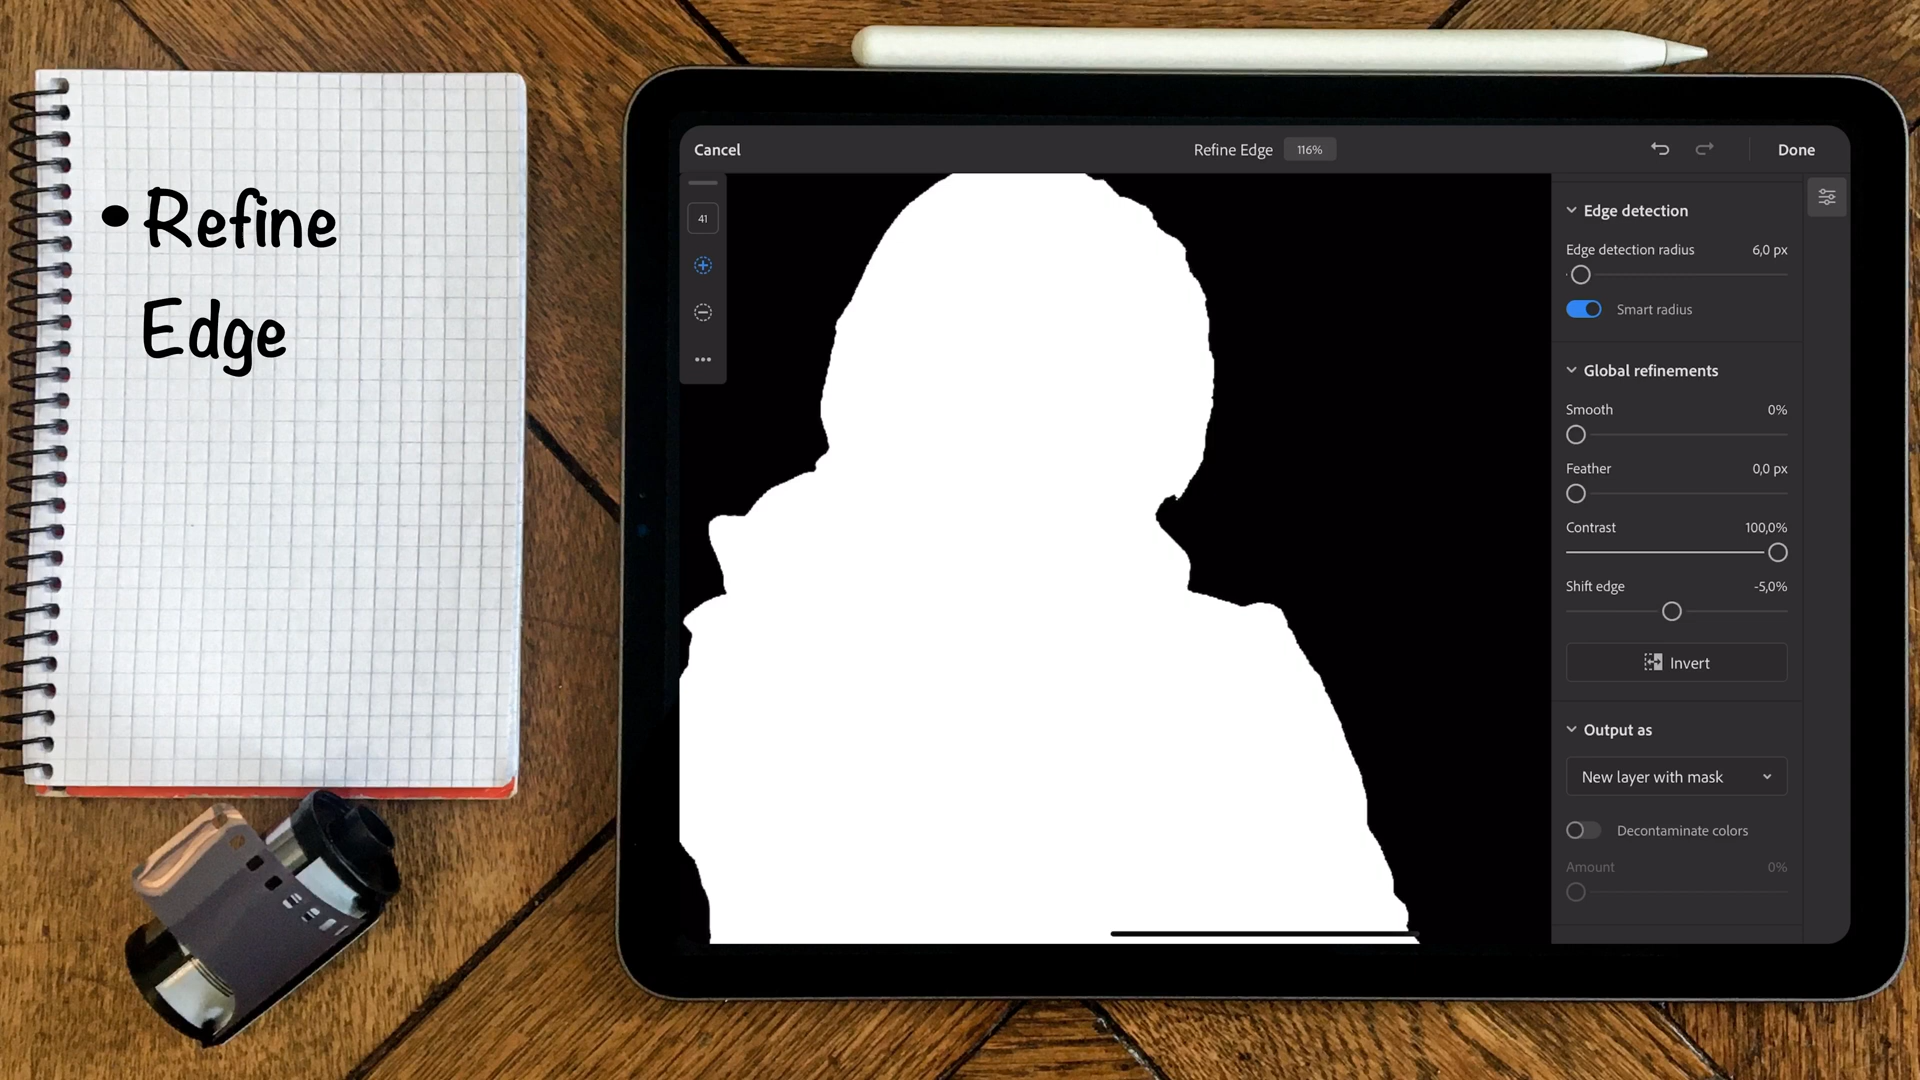 • Refine
Edge
Cancel
Refine Edge 116%
Done
41
Edge detection
Edge detection radius 6,0 px
Smart radius
Global refinements
Smooth 0%
Feather 0,0 px
Contrast 100,0%
Shift edge -5,0%
Invert
Output as
New layer with mask
Decontaminate colors
Amount 0%